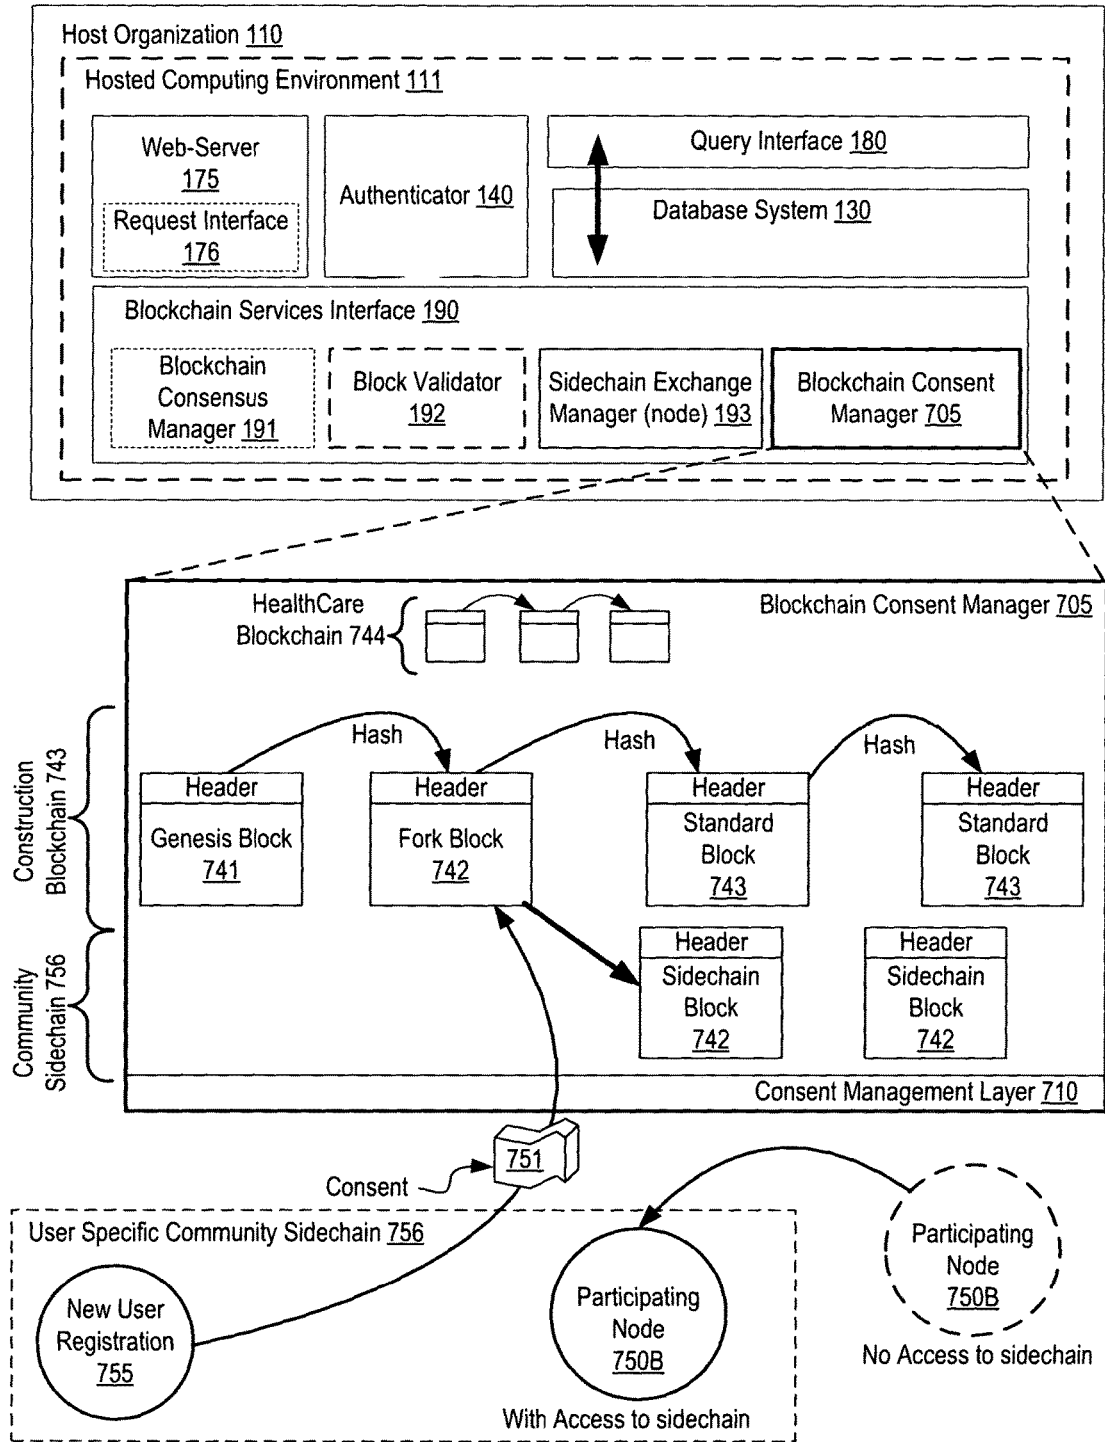 Host Organization 110
Hosted Computing Environment 111
Web-Server
175
Request Interface
176
Authenticator 140
Query Interface 180
Database System 130
Blockchain Services Interface 190
Blockchain
Consensus
Manager 191
Block Validator
192
Sidechain Exchange
Manager (node) 193
Blockchain Consent
Manager 705
HealthCare
Blockchain 744
Blockchain Consent Manager 705
Construction
Blockchain 743
Hash
Hash
Hash
Header
Genesis Block
741
Header
Fork Block
742
Header
Standard
Block
743
Header
Standard
Block
743
Community
Sidechain 756
Header
Sidechain
Block
742
Header
Sidechain
Block
742
Consent Management Layer 710
751
Consent
User Specific Community Sidechain 756
New User
Registration
755
Participating
Node
750B
With Access to sidechain
Participating
Node
750B
No Access to sidechain